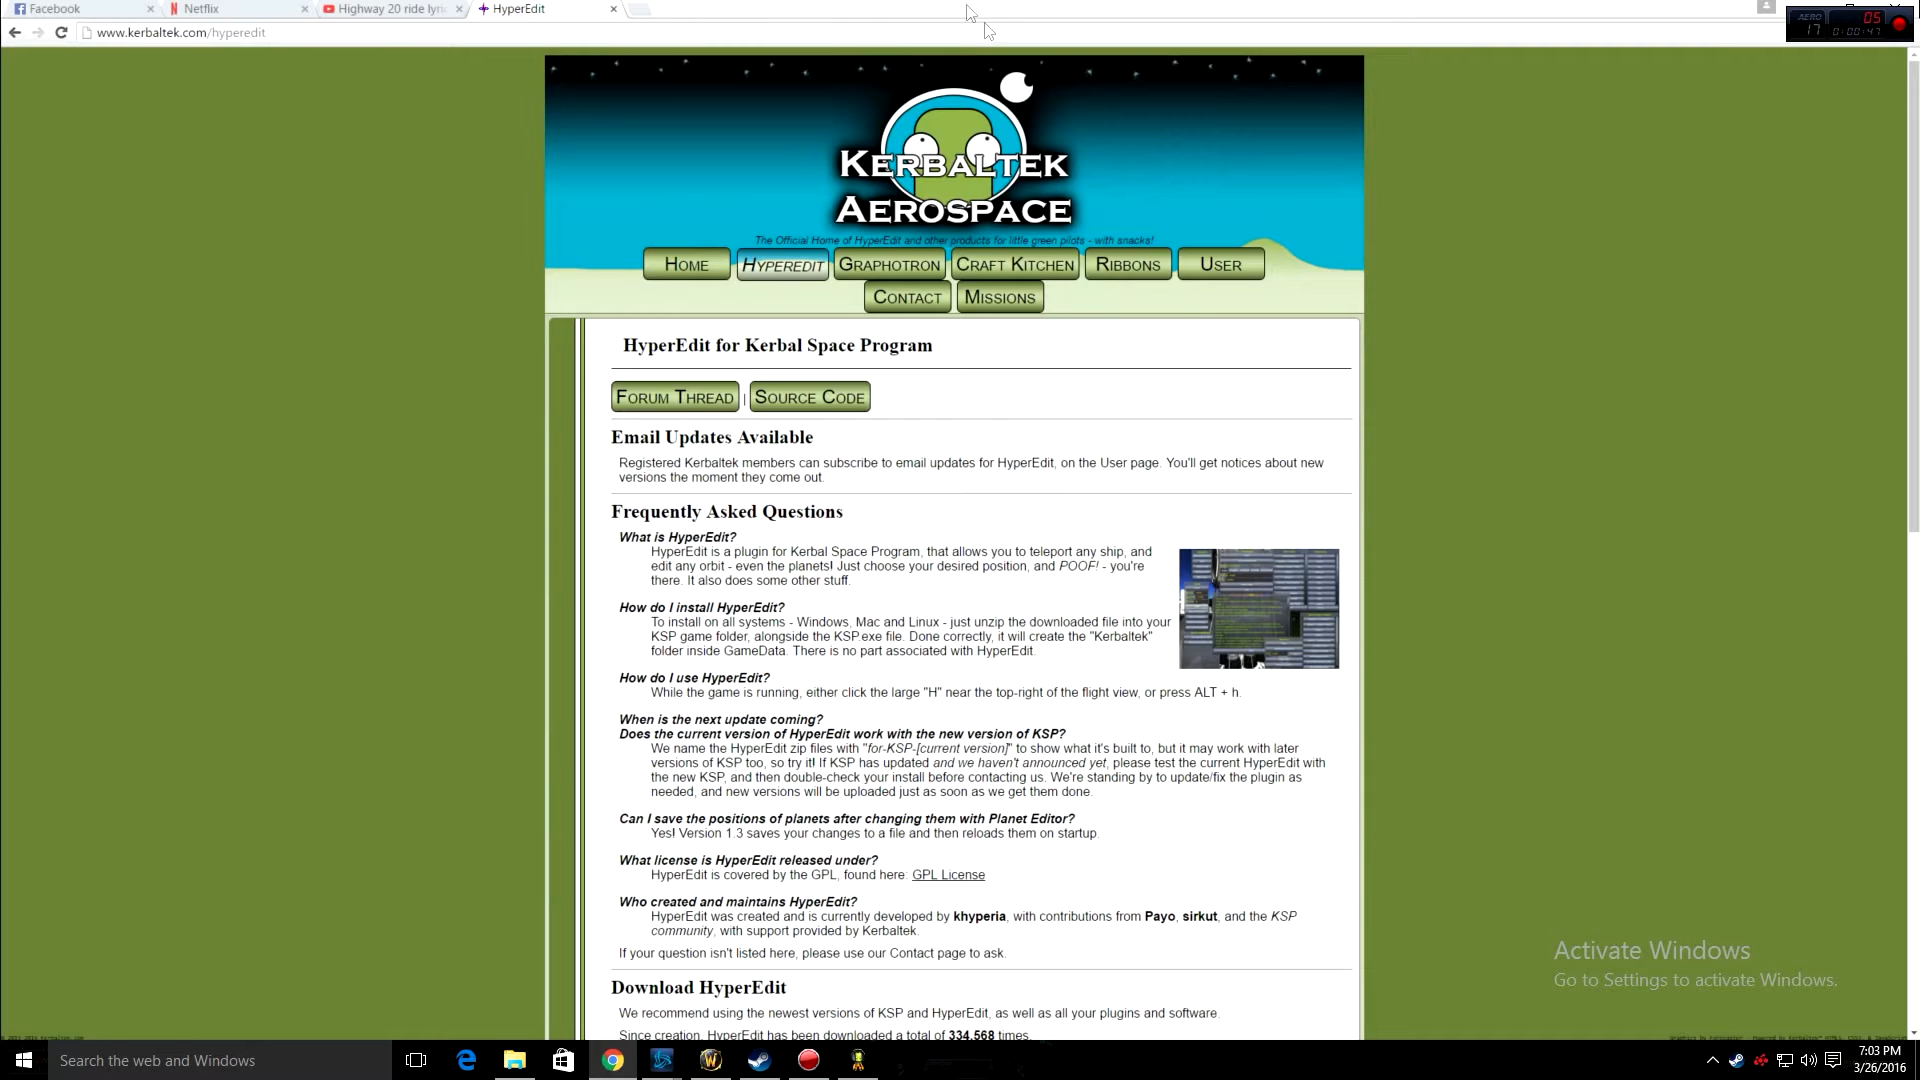 Facebook
Netflix
Highway 20 ride lyri
HyperEdit
www.kerbaltek.com/hyperedit
AERO
17
05
0:00:47
KERBALTEK
AEROSPACE
The Official Home of HyperEdit and other products for little green pilots - with snacks!
HOME
HYPEREDIT
GRAPHOTRON
CRAFT KITCHEN
RIBBONS
USER
CONTACT
MISSIONS
HyperEdit for Kerbal Space Program
FORUM THREAD | SOURCE CODE
Email Updates Available
Registered Kerbaltek members can subscribe to email updates for HyperEdit, on the User page. You'll get notices about new
versions the moment they come out.
Frequently Asked Questions
What is HyperEdit?
HyperEdit is a plugin for Kerbal Space Program, that allows you to teleport any ship, and
edit any orbit - even the planets! Just choose your desired position, and POOF! - you're
there. It also does some other stuff.
How do I install HyperEdit?
To install on all systems - Windows, Mac and Linux - just unzip the downloaded file into your
KSP game folder, alongside the KSP.exe file. Done correctly, it will create the "Kerbaltek"
folder inside GameData. There is no part associated with HyperEdit.
How do I use HyperEdit?
While the game is running, either click the large "H" near the top-right of the flight view, or press ALT + h.
When is the next update coming?
Does the current version of HyperEdit work with the new version of KSP?
We name the HyperEdit zip files with "for-KSP-[current version]" to show what it's built to, but it may work with later
versions of KSP too, so try it! If KSP has updated and we haven't announced yet, please test the current HyperEdit with
the new KSP, and then double-check your install before contacting us. We're standing by to update/fix the plugin as
needed, and new versions will be uploaded just as soon as we get them done.
Can I save the positions of planets after changing them with Planet Editor?
Yes! Version 1.3 saves your changes to a file and then reloads them on startup.
What license is HyperEdit released under?
HyperEdit is covered by the GPL, found here: GPL License
Who created and maintains HyperEdit?
HyperEdit was created and is currently developed by khyperia, with contributions from Payo, sirkut, and the KSP
community, with support provided by Kerbaltek.
If your question isn't listed here, please use our Contact page to ask.
Download HyperEdit
We recommend using the newest versions of KSP and HyperEdit, as well as all your plugins and software.
Since creation, HyperEdit has been downloaded a total of 334,568 times.
Activate Windows
Go to Settings to activate Windows.
Search the web and Windows
7:03 PM
3/26/2016